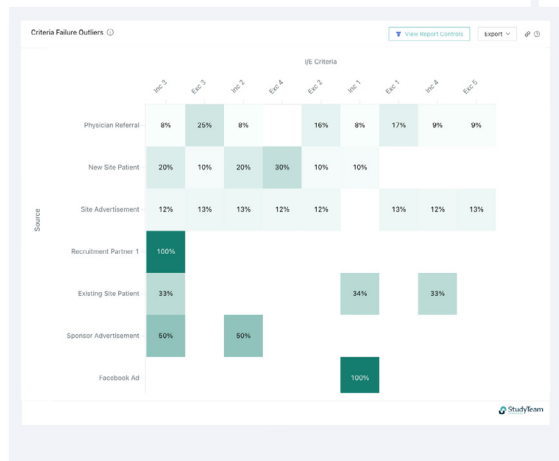 Criteria Failure Outliers
View Report Controls
Export
I/E Criteria
Inc 3 Exc 3 Inc 2 Exc 4 Exc 2 Inc 1 Exc 1 Inc 4 Exc 5
Source
Physician Referral 8% 25% 8% 16% 8% 17% 9% 9%
New Site Patient 20% 10% 20% 30% 10% 10%
Site Advertisement 12% 13% 13% 12% 12% 13% 12% 13%
Recruitment Partner 1 100%
Existing Site Patient 33% 34% 33%
Sponsor Advertisement 50% 50%
Facebook Ad 100%
StudyTeam